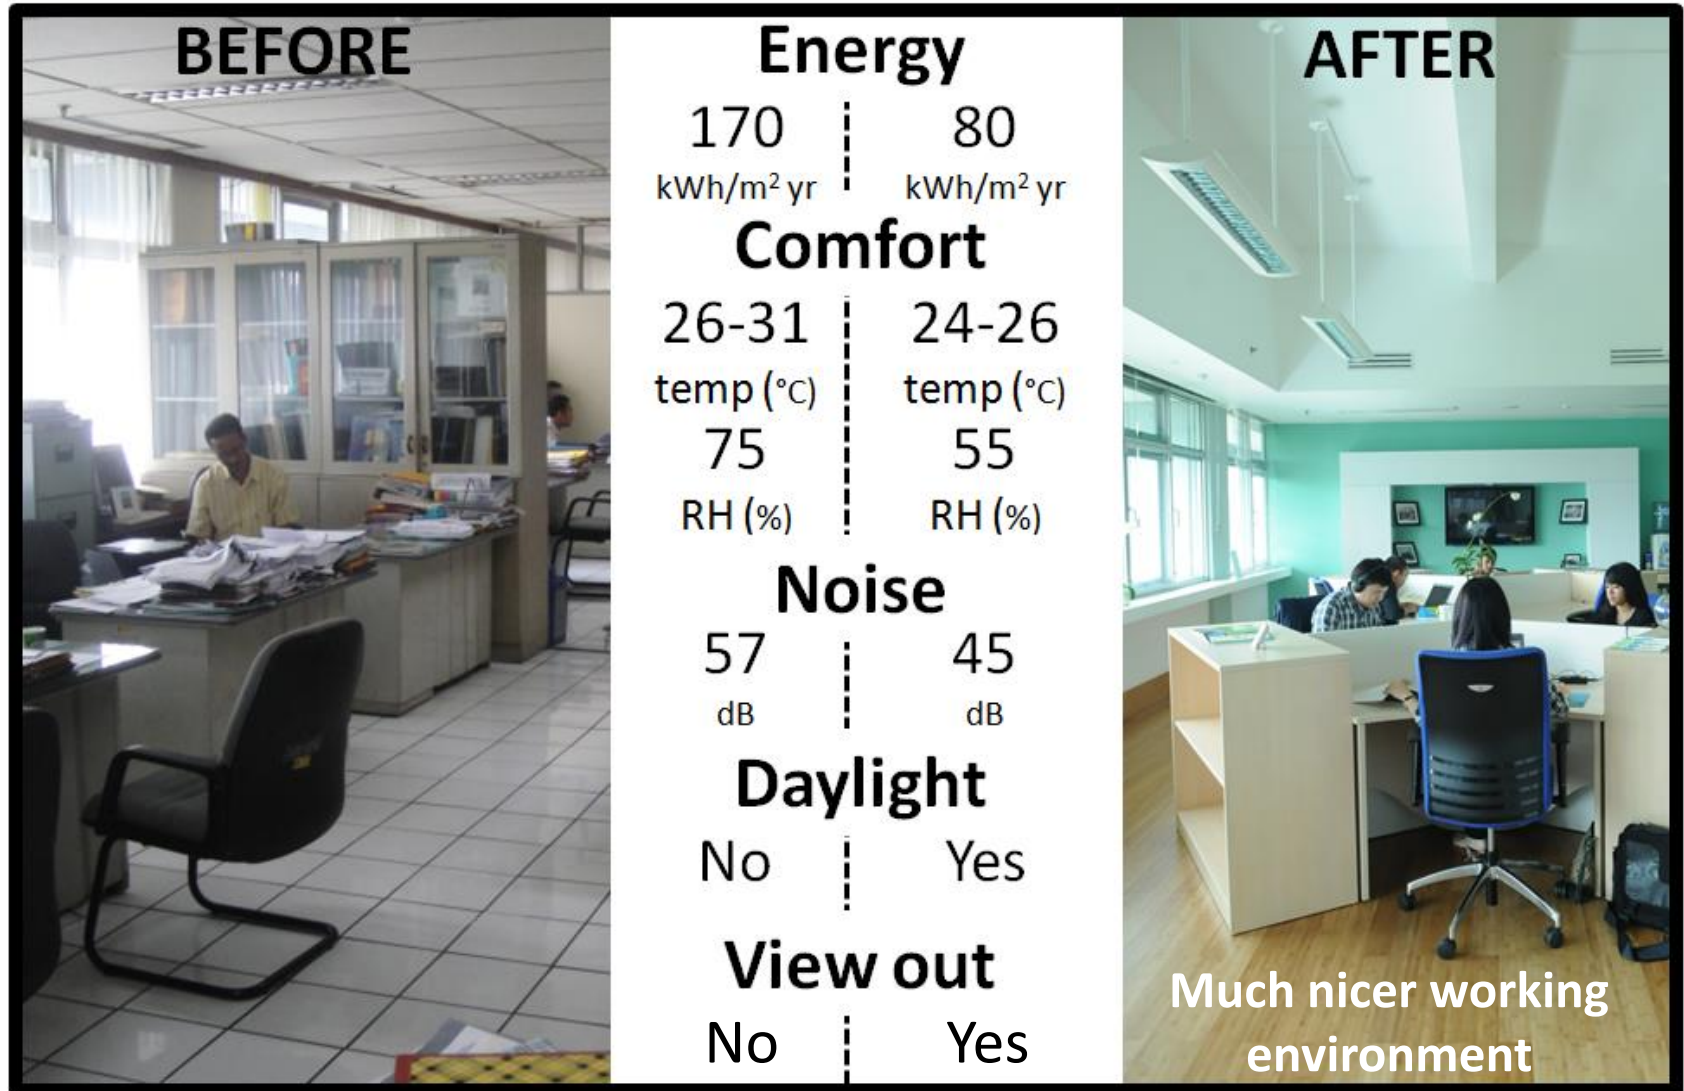 BEFORE
Energy
AFTER
170 80
kWh/m² yr kWh/m² yr
Comfort
26-31 24-26
temp (°C) temp (°C)
75 55
RH (%) RH (%)
Noise
57 45
dB dB
Daylight
No Yes
View out
No Yes
Much nicer working
environment